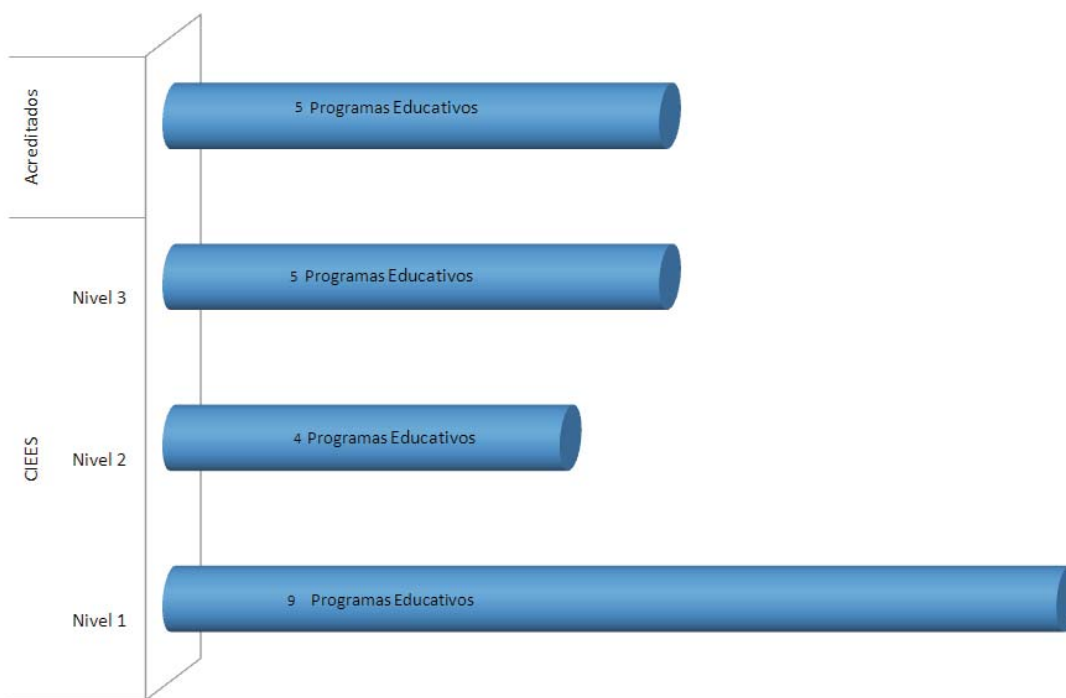 Acreditados
5 Programas Educativos
CIEES
Nivel 3
5 Programas Educativos
Nivel 2
4 Programas Educativos
Nivel 1
9 Programas Educativos